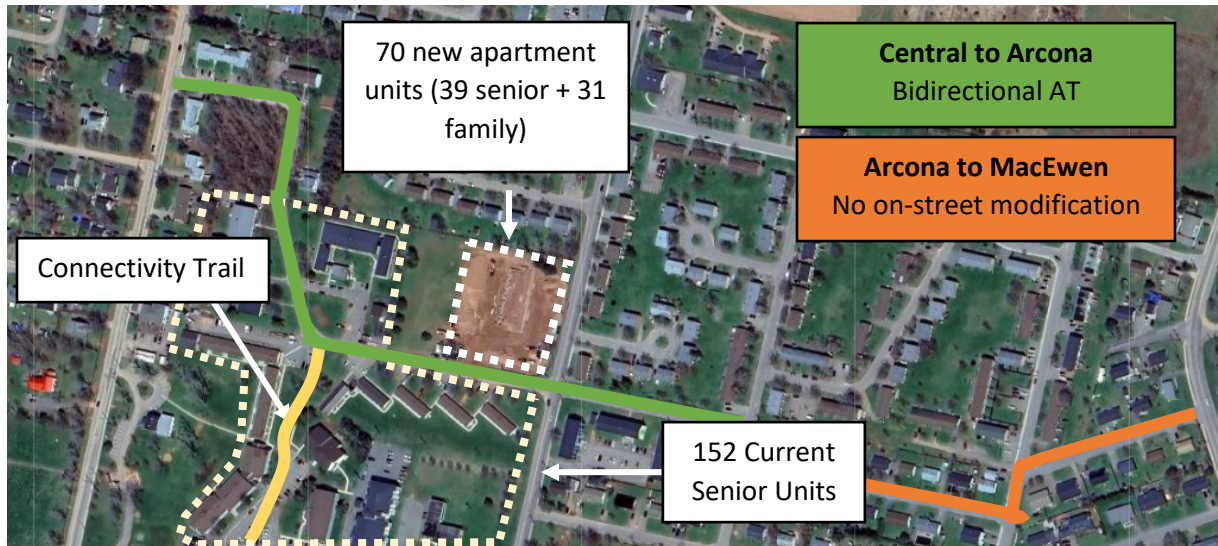 70 new apartment
units (39 senior + 31
family)
Central to Arcona
Bidirectional AT
Arcona to MacEwen
No on-street modification
Connectivity Trail
152 Current
Senior Units